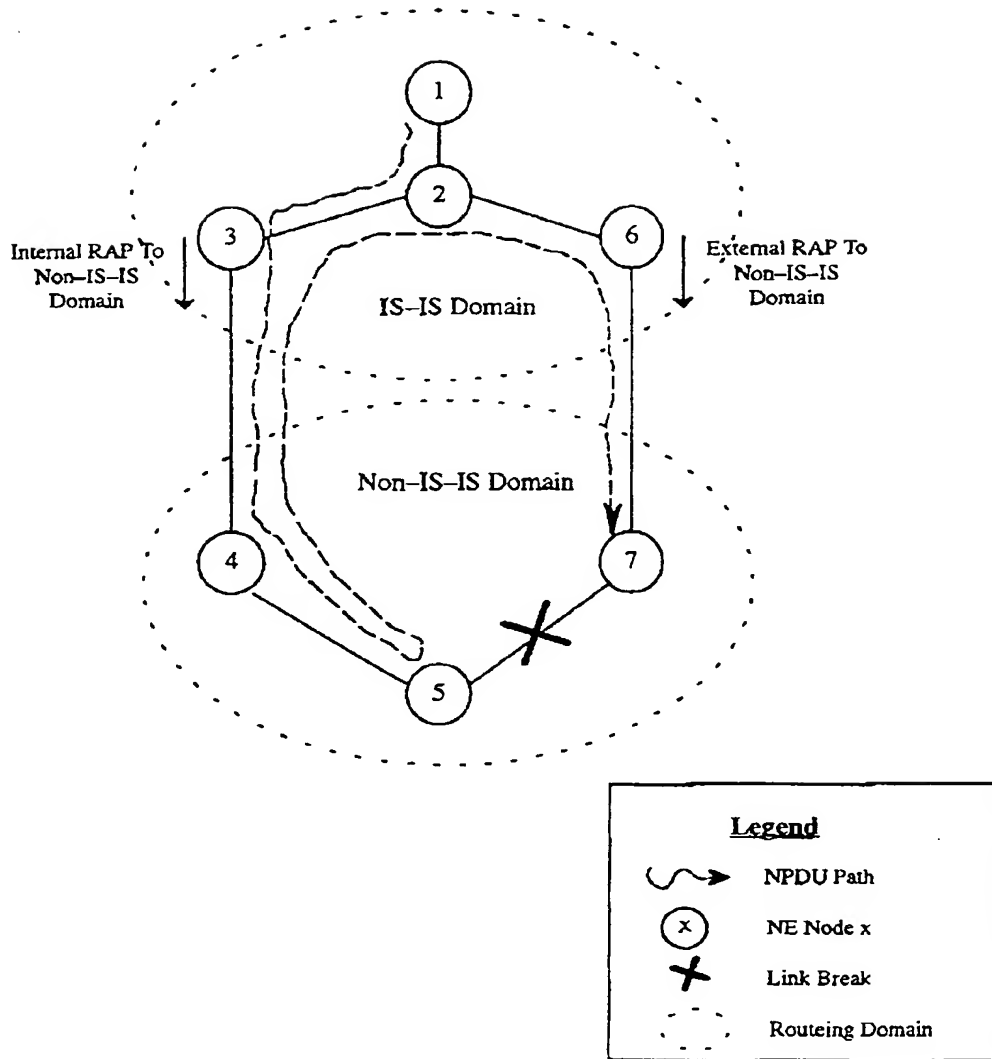 1
2
3
6
Internal RAP To
Non–IS–IS
Domain
External RAP To
Non–IS–IS
Domain
IS–IS Domain
Non–IS–IS Domain
4
7
5
Legend
NPDU Path
x
NE Node x
Link Break
Routeing Domain